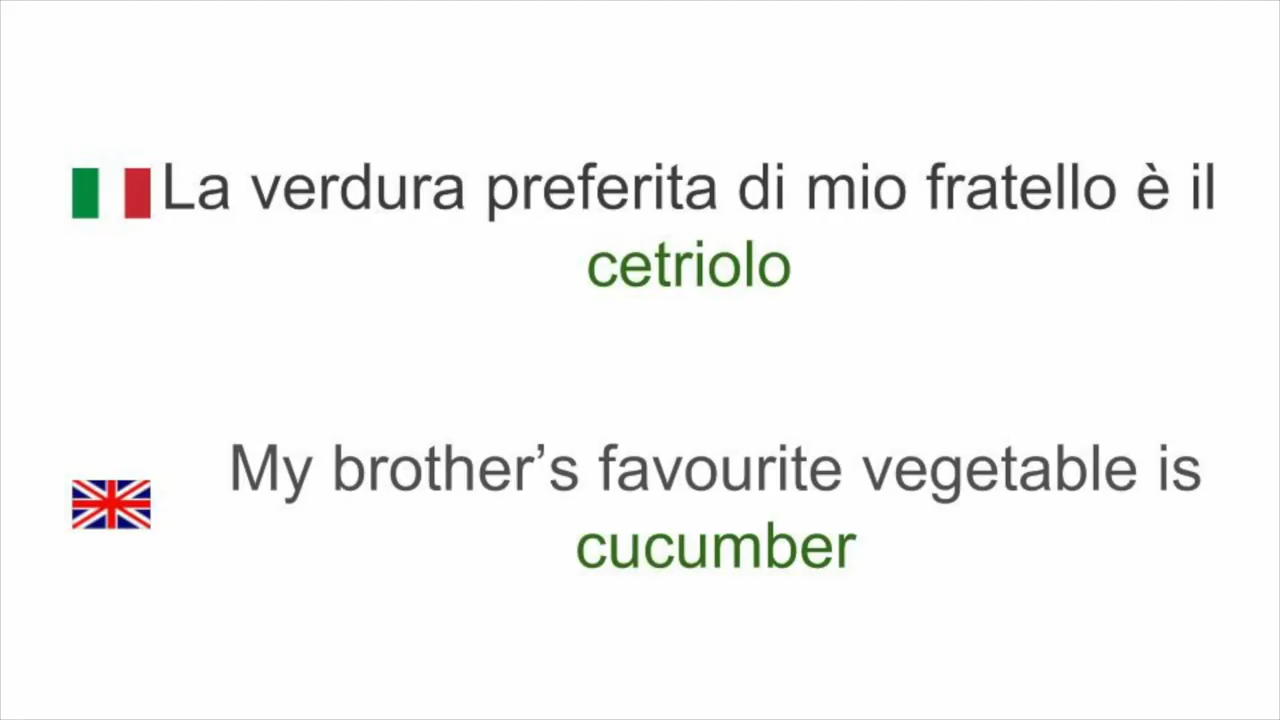 La verdura preferita di mio fratello è il
cetriolo
My brother’s favourite vegetable is
cucumber